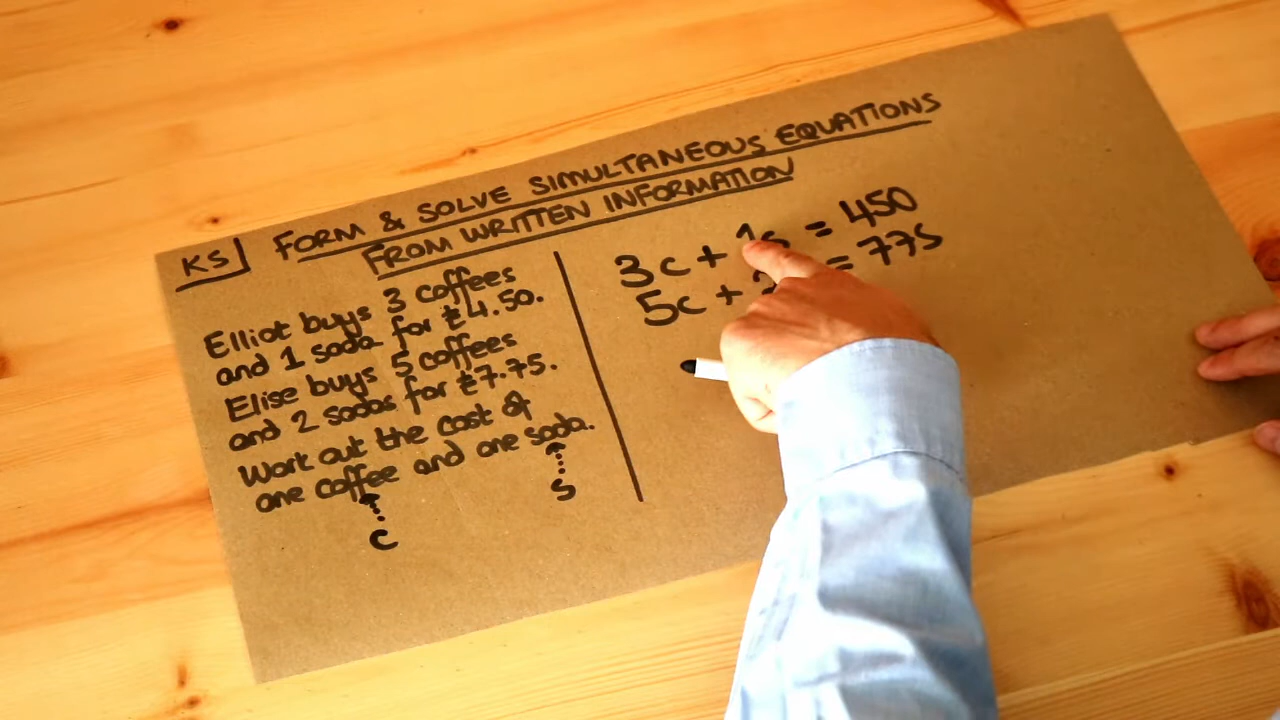 KS
FORM & SOLVE SIMULTANEOUS EQUATIONS
FROM WRITTEN INFORMATION
Elliot buys 3 coffees
and 1 soda for £4.50.
Elise buys 5 coffees
and 2 sodas for £7.75.
Work out the cost of
one coffee and one soda.
C
S
3c + 1s = 450
5c + = 775